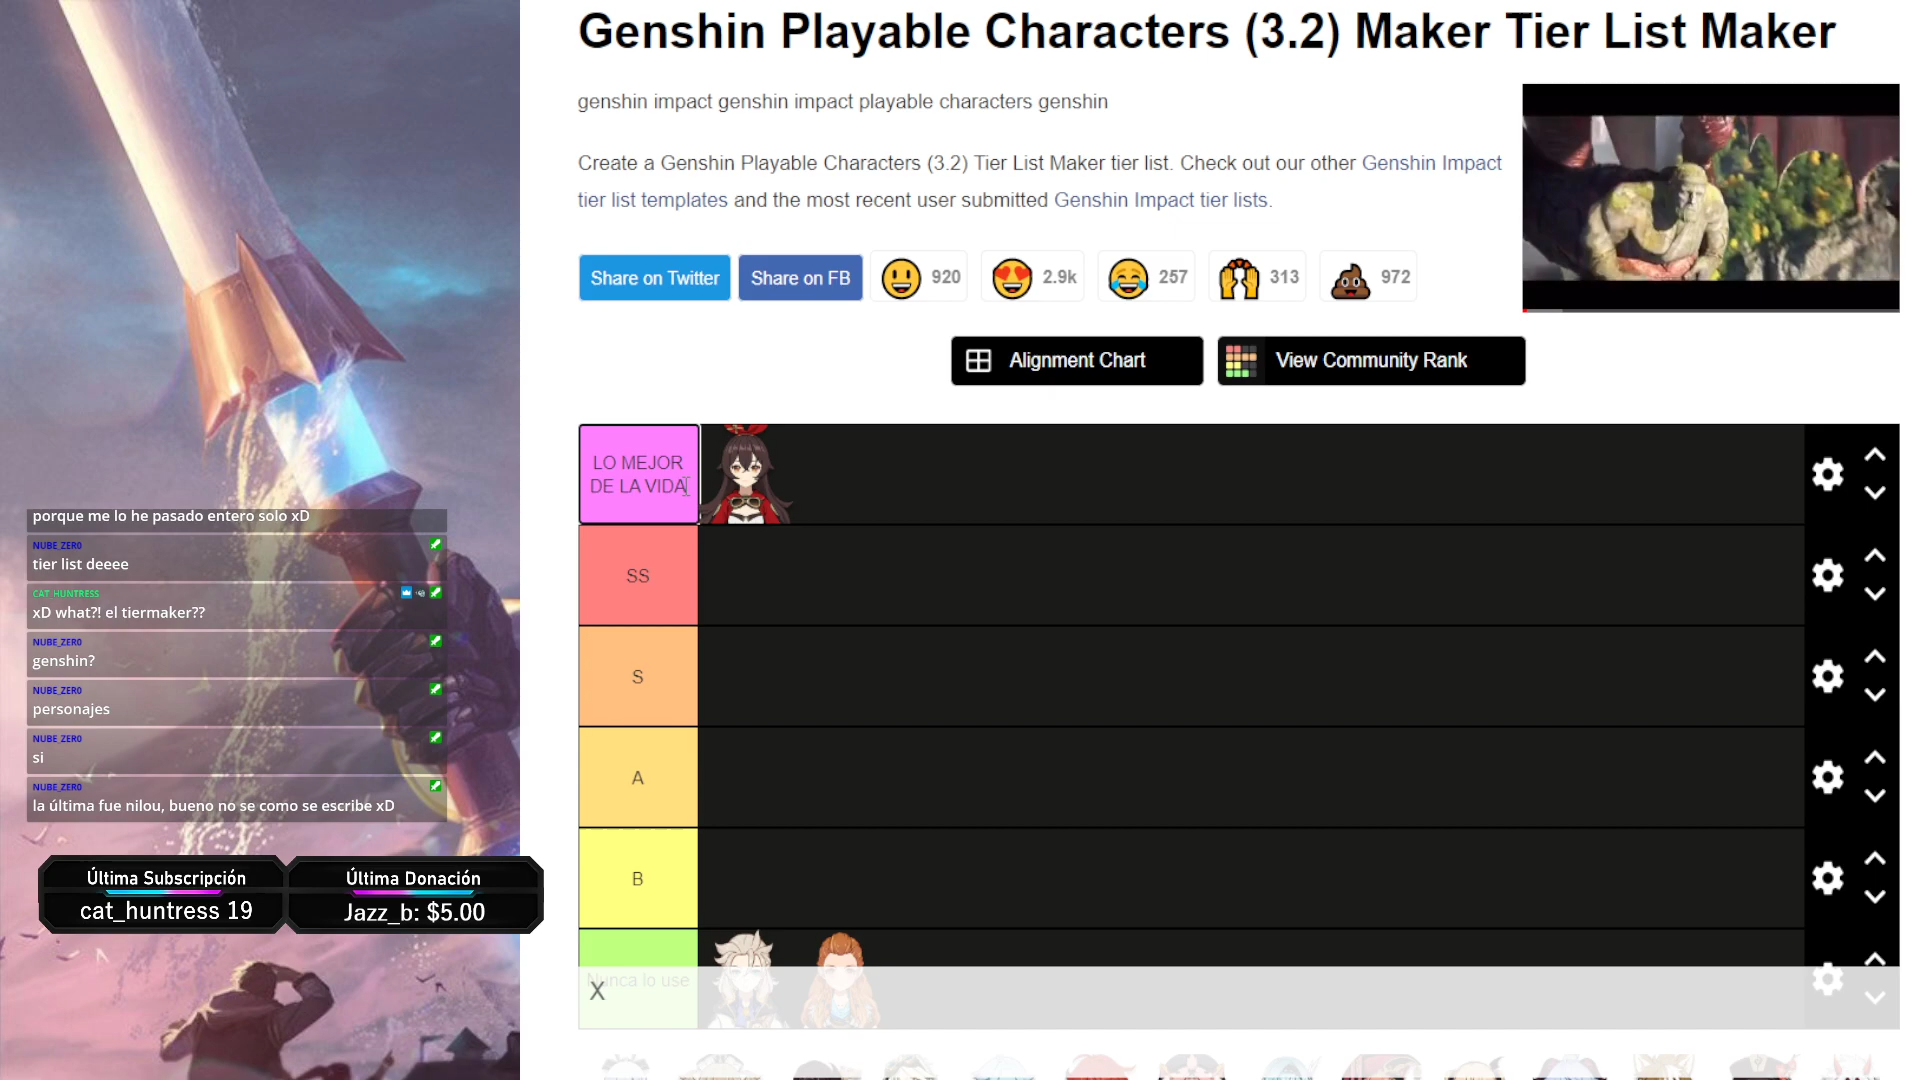 Genshin Playable Characters (3.2) Maker Tier List Maker
genshin impact genshin impact playable characters genshin
Create a Genshin Playable Characters (3.2) Tier List Maker tier list. Check out our other Genshin Impact
tier list templates and the most recent user submitted Genshin Impact tier lists.
Share on Twitter
Share on FB
920
2.9k
257
313
972
Alignment Chart
View Community Rank
LO MEJOR
DE LA VIDA
SS
S
A
B
Nunca lo use
X
porque me lo he pasado entero solo xD
NUBE_ZER0
tier list deeee
CAT_HUNTRESS
xD what?! el tiermaker??
NUBE_ZER0
genshin?
NUBE_ZER0
personajes
NUBE_ZER0
si
NUBE_ZER0
la última fue nilou, bueno no se como se escribe xD
Última Subscripción
cat_huntress 19
Última Donación
Jazz_b: $5.00